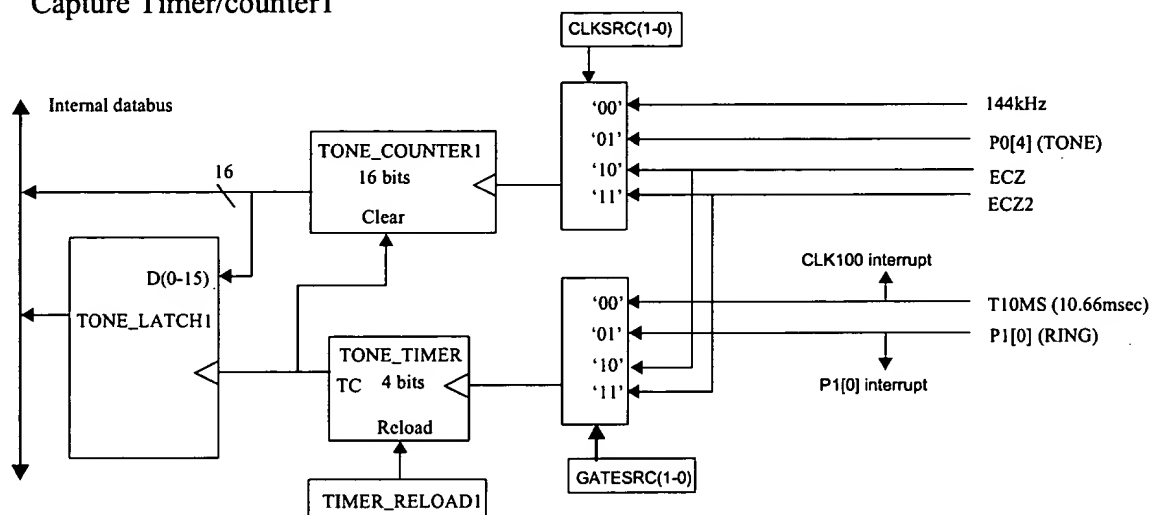 Capture Timer/counter1
CLKSRC(1-0)
Internal databus
'00'
144kHz
TONE_COUNTER1
'01'
P0[4] (TONE)
16
16 bits
'10'
ECZ
'11'
ECZ2
Clear
CLK100 interrupt
D(0-15)
'00'
T10MS (10.66msec)
TONE_LATCH1
'01'
P1[0] (RING)
TONE_TIMER
'10'
TC 4 bits
P1[0] interrupt
'11'
Reload
GATESRC(1-0)
TIMER_RELOAD1